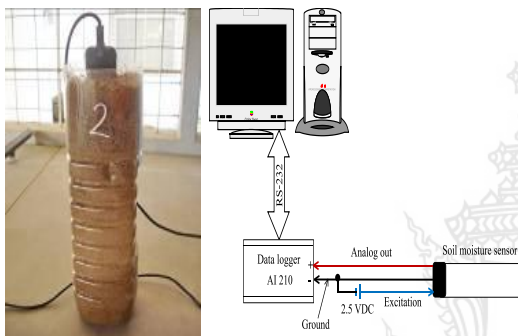 2
RS-232
Data logger
AI 210
+
-
Analog out
Soil moisture sensor
2.5 VDC
Excitation
Ground